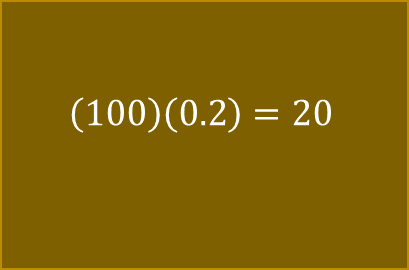 (100)(0.2) = 20